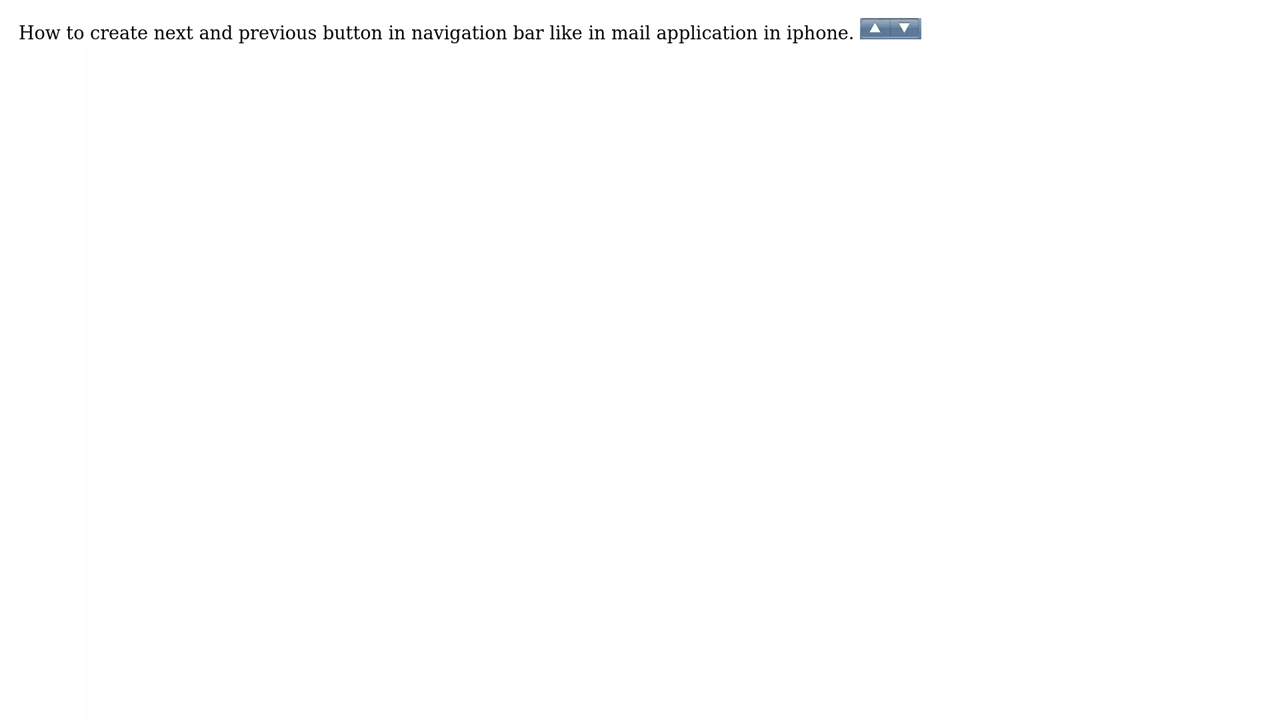 How to create next and previous button in navigation bar like in mail application in iphone.